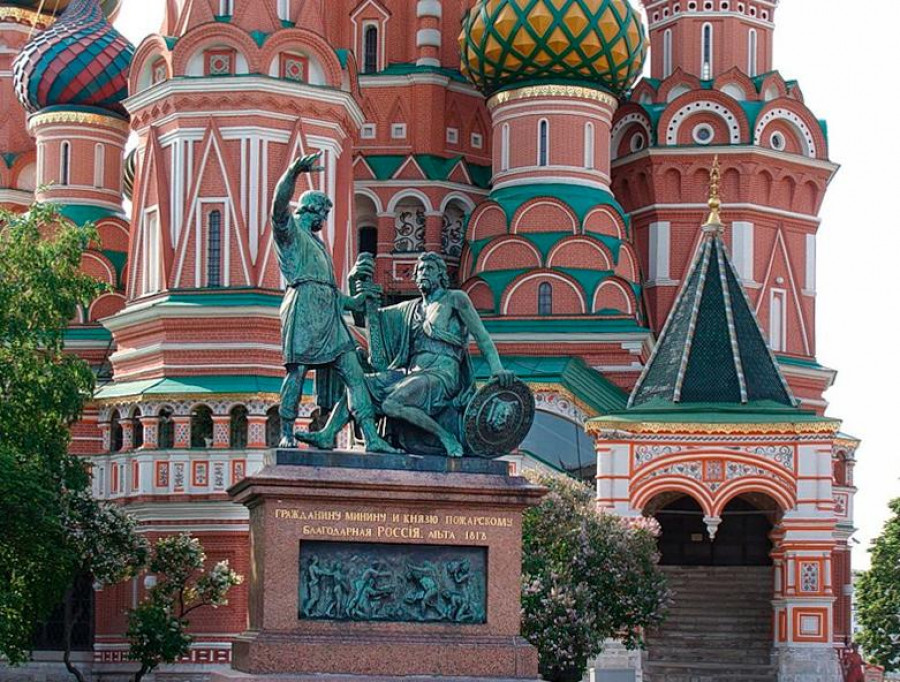 ГРАЖДАНИНУ МИНИНУ И КНЯЗЮ ПОЖАРСКОМУ
БЛАГОДАРНАЯ РОССІЯ. ЛѢТА 1818